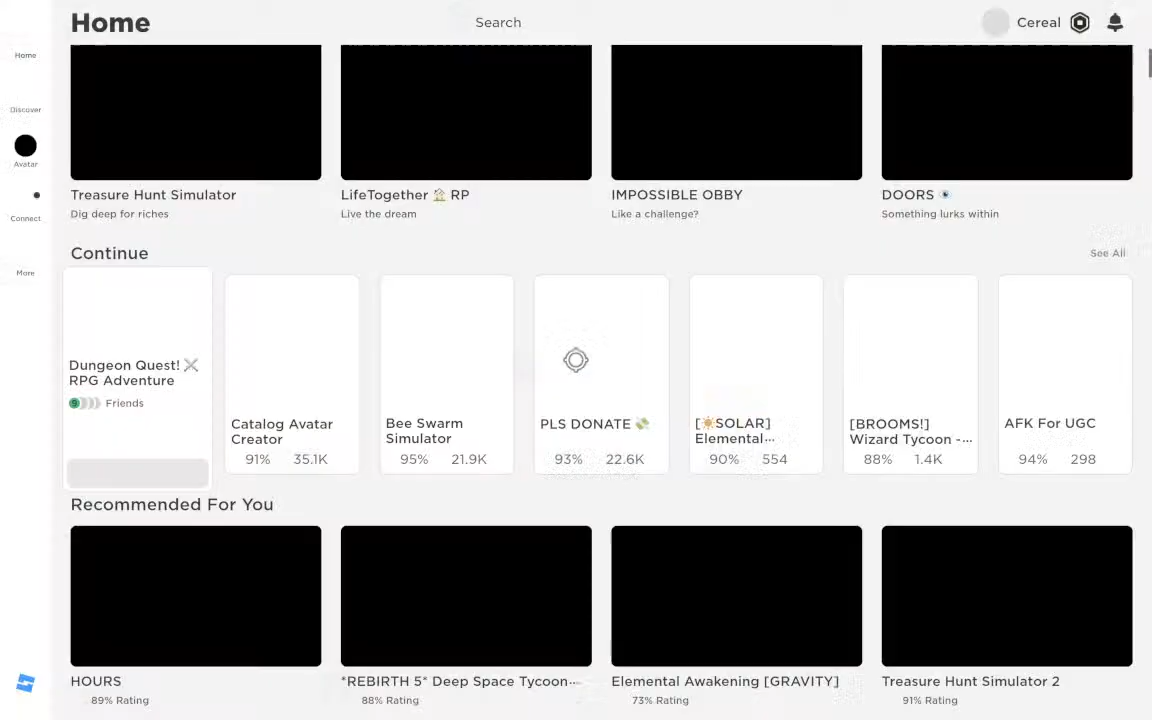 Home
Search
Cereal
Home
Discover
Avatar
Connect
More
Treasure Hunt Simulator
Dig deep for riches
LifeTogether 🏠 RP
Live the dream
IMPOSSIBLE OBBY
Like a challenge?
DOORS 👁️
Something lurks within
Continue
See All
Dungeon Quest! ⚔️
RPG Adventure
9 Friends
Catalog Avatar
Creator
91% 35.1K
Bee Swarm
Simulator
95% 21.9K
PLS DONATE 💸
93% 22.6K
[☀️SOLAR]
Elemental...
90% 554
[BROOMS!]
Wizard Tycoon -...
88% 1.4K
AFK For UGC
94% 298
Recommended For You
HOURS
89% Rating
*REBIRTH 5* Deep Space Tycoon...
88% Rating
Elemental Awakening [GRAVITY]
73% Rating
Treasure Hunt Simulator 2
91% Rating